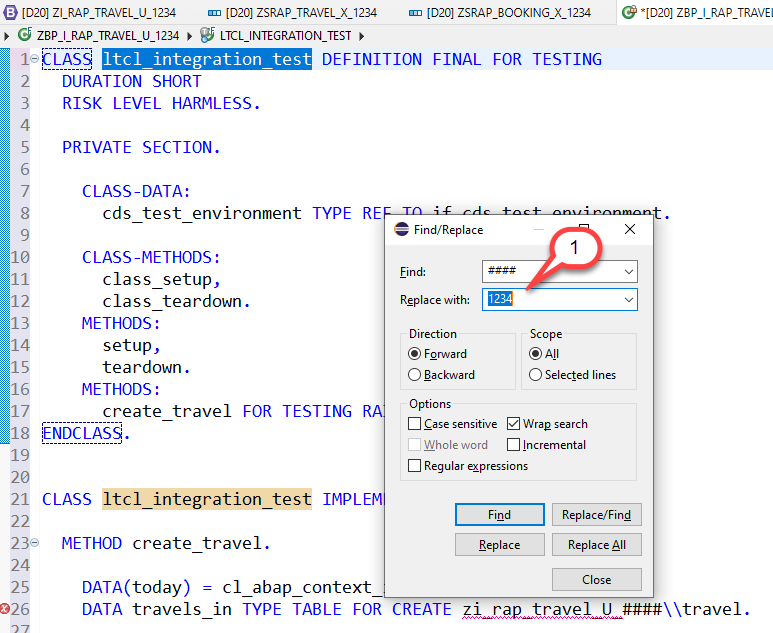 [D20] ZI_RAP_TRAVEL_U_1234
[D20] ZSRAP_TRAVEL_X_1234
[D20] ZSRAP_BOOKING_X_1234
*[D20] ZBP_I_RAP_TRAVEL
ZBP_I_RAP_TRAVEL_U_1234
LTCL_INTEGRATION_TEST
1 CLASS ltcl_integration_test DEFINITION FINAL FOR TESTING
2 DURATION SHORT
3 RISK LEVEL HARMLESS.
4
5 PRIVATE SECTION.
6
7 CLASS-DATA:
8 cds_test_environment TYPE REF TO if_cds_test_environment.
9
10 CLASS-METHODS:
11 class_setup,
12 class_teardown.
13 METHODS:
14 setup,
15 teardown.
16 METHODS:
17 create_travel FOR TESTING RA
18 ENDCLASS.
19
20
21 CLASS ltcl_integration_test IMPLEME
22
23 METHOD create_travel.
24
25 DATA(today) = cl_abap_context_
26 DATA travels_in TYPE TABLE FOR CREATE zi_rap_travel_U_####\\travel.
27
Find/Replace
1
Find: ####
Replace with: 1234
Direction
Forward
Backward
Scope
All
Selected lines
Options
Case sensitive
Wrap search
Whole word
Incremental
Regular expressions
Find
Replace/Find
Replace
Replace All
Close